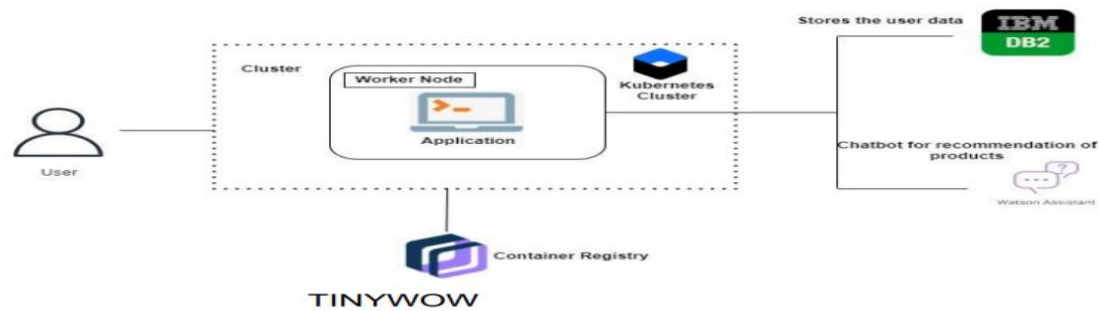 Stores the user data
IBM
DB2
Cluster
Worker Node
Kubernetes
Cluster
Application
User
Chatbot for recommendation of
products
Watson Assistant
Container Registry
TINYWOW